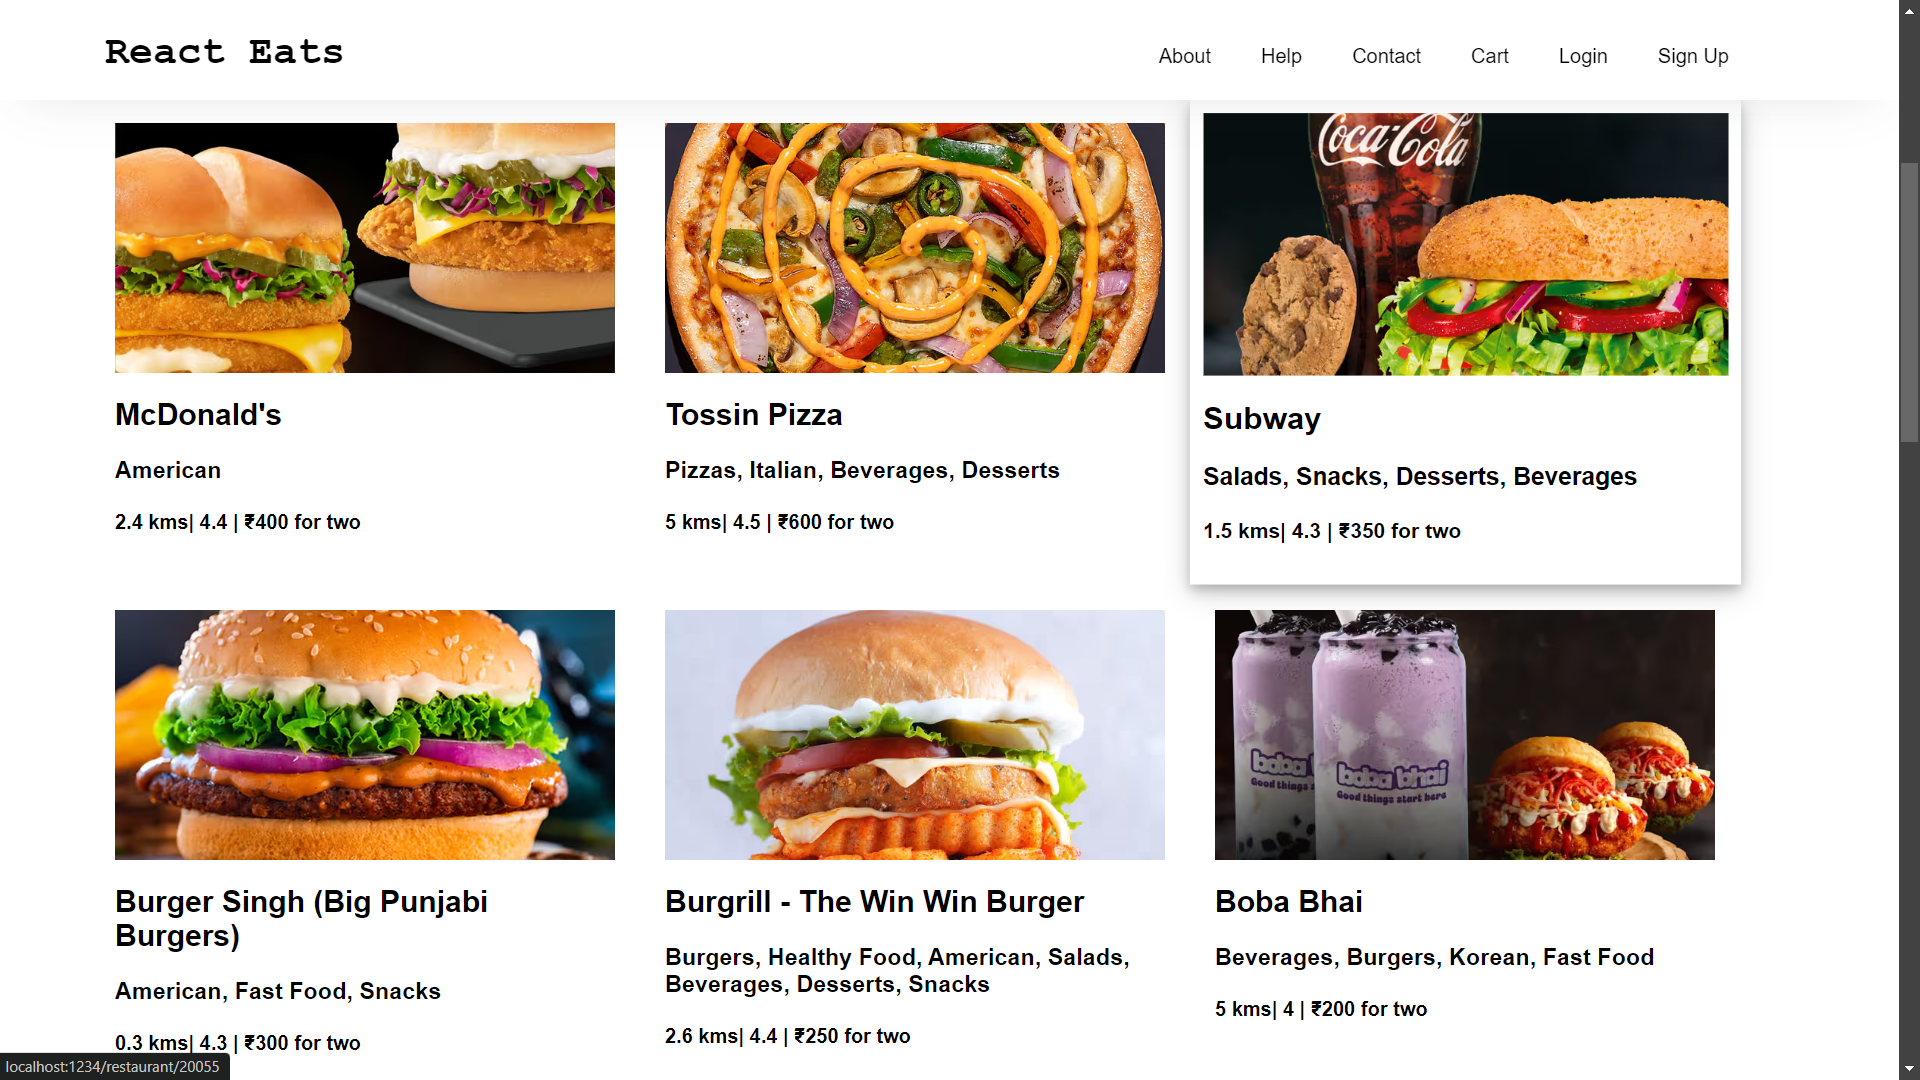 React Eats
About Help Contact Cart Login Sign Up
Coca-Cola
McDonald's
American
2.4 kms| 4.4 | ₹400 for two
Tossin Pizza
Pizzas, Italian, Beverages, Desserts
5 kms| 4.5 | ₹600 for two
Subway
Salads, Snacks, Desserts, Beverages
1.5 kms| 4.3 | ₹350 for two
Burger Singh (Big Punjabi
Burgers)
American, Fast Food, Snacks
0.3 kms| 4.3 | ₹300 for two
Burgrill - The Win Win Burger
Burgers, Healthy Food, American, Salads,
Beverages, Desserts, Snacks
2.6 kms| 4.4 | ₹250 for two
boba
Good things
boba bhai
Good things start here
Boba Bhai
Beverages, Burgers, Korean, Fast Food
5 kms| 4 | ₹200 for two
localhost:1234/restaurant/20055